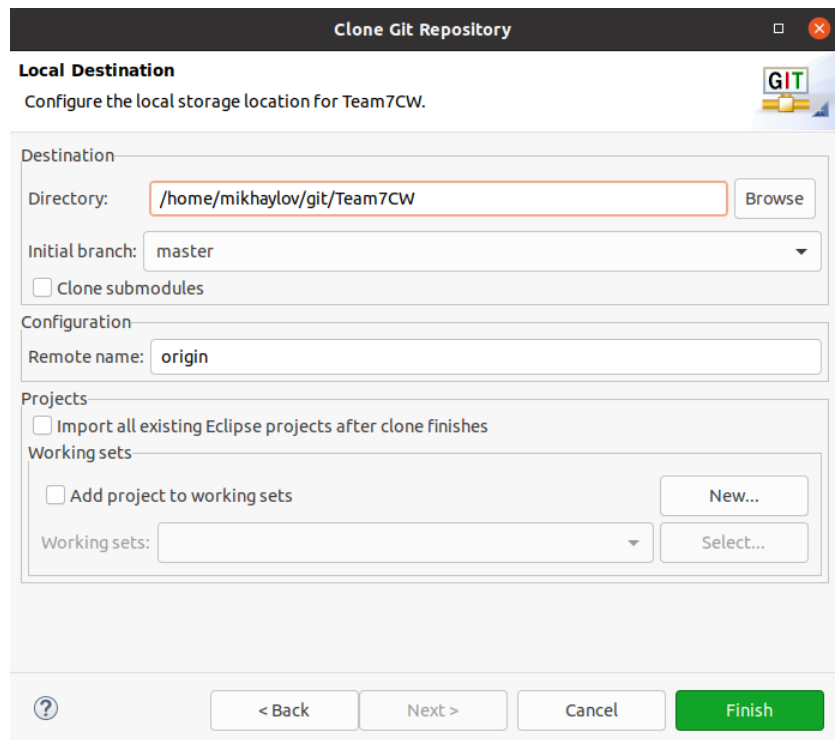 Clone Git Repository
Local Destination
Configure the local storage location for Team7CW.
GIT
Destination
Directory: /home/mikhaylov/git/Team7CW Browse
Initial branch: master
Clone submodules
Configuration
Remote name: origin
Projects
Import all existing Eclipse projects after clone finishes
Working sets
Add project to working sets New...
Working sets: Select...
? < Back Next > Cancel Finish